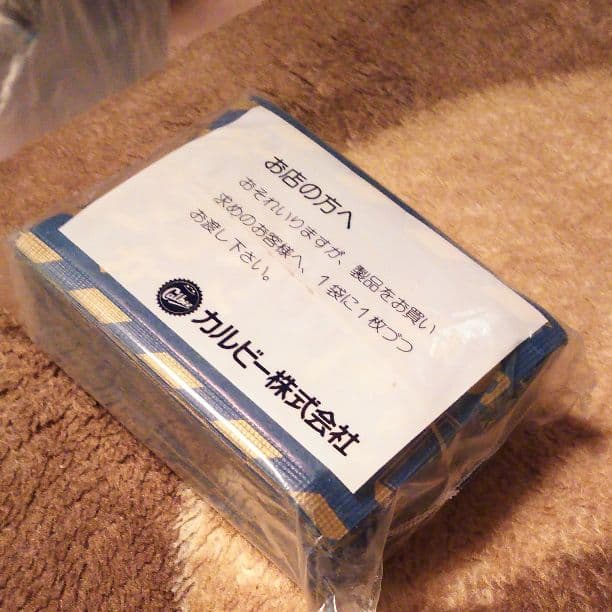 お店の方へ
おそれいりますが、製品をお買い
求めのお客様へ、1袋に1枚づつ
お渡し下さい。
Calbee
カルビー株式会社